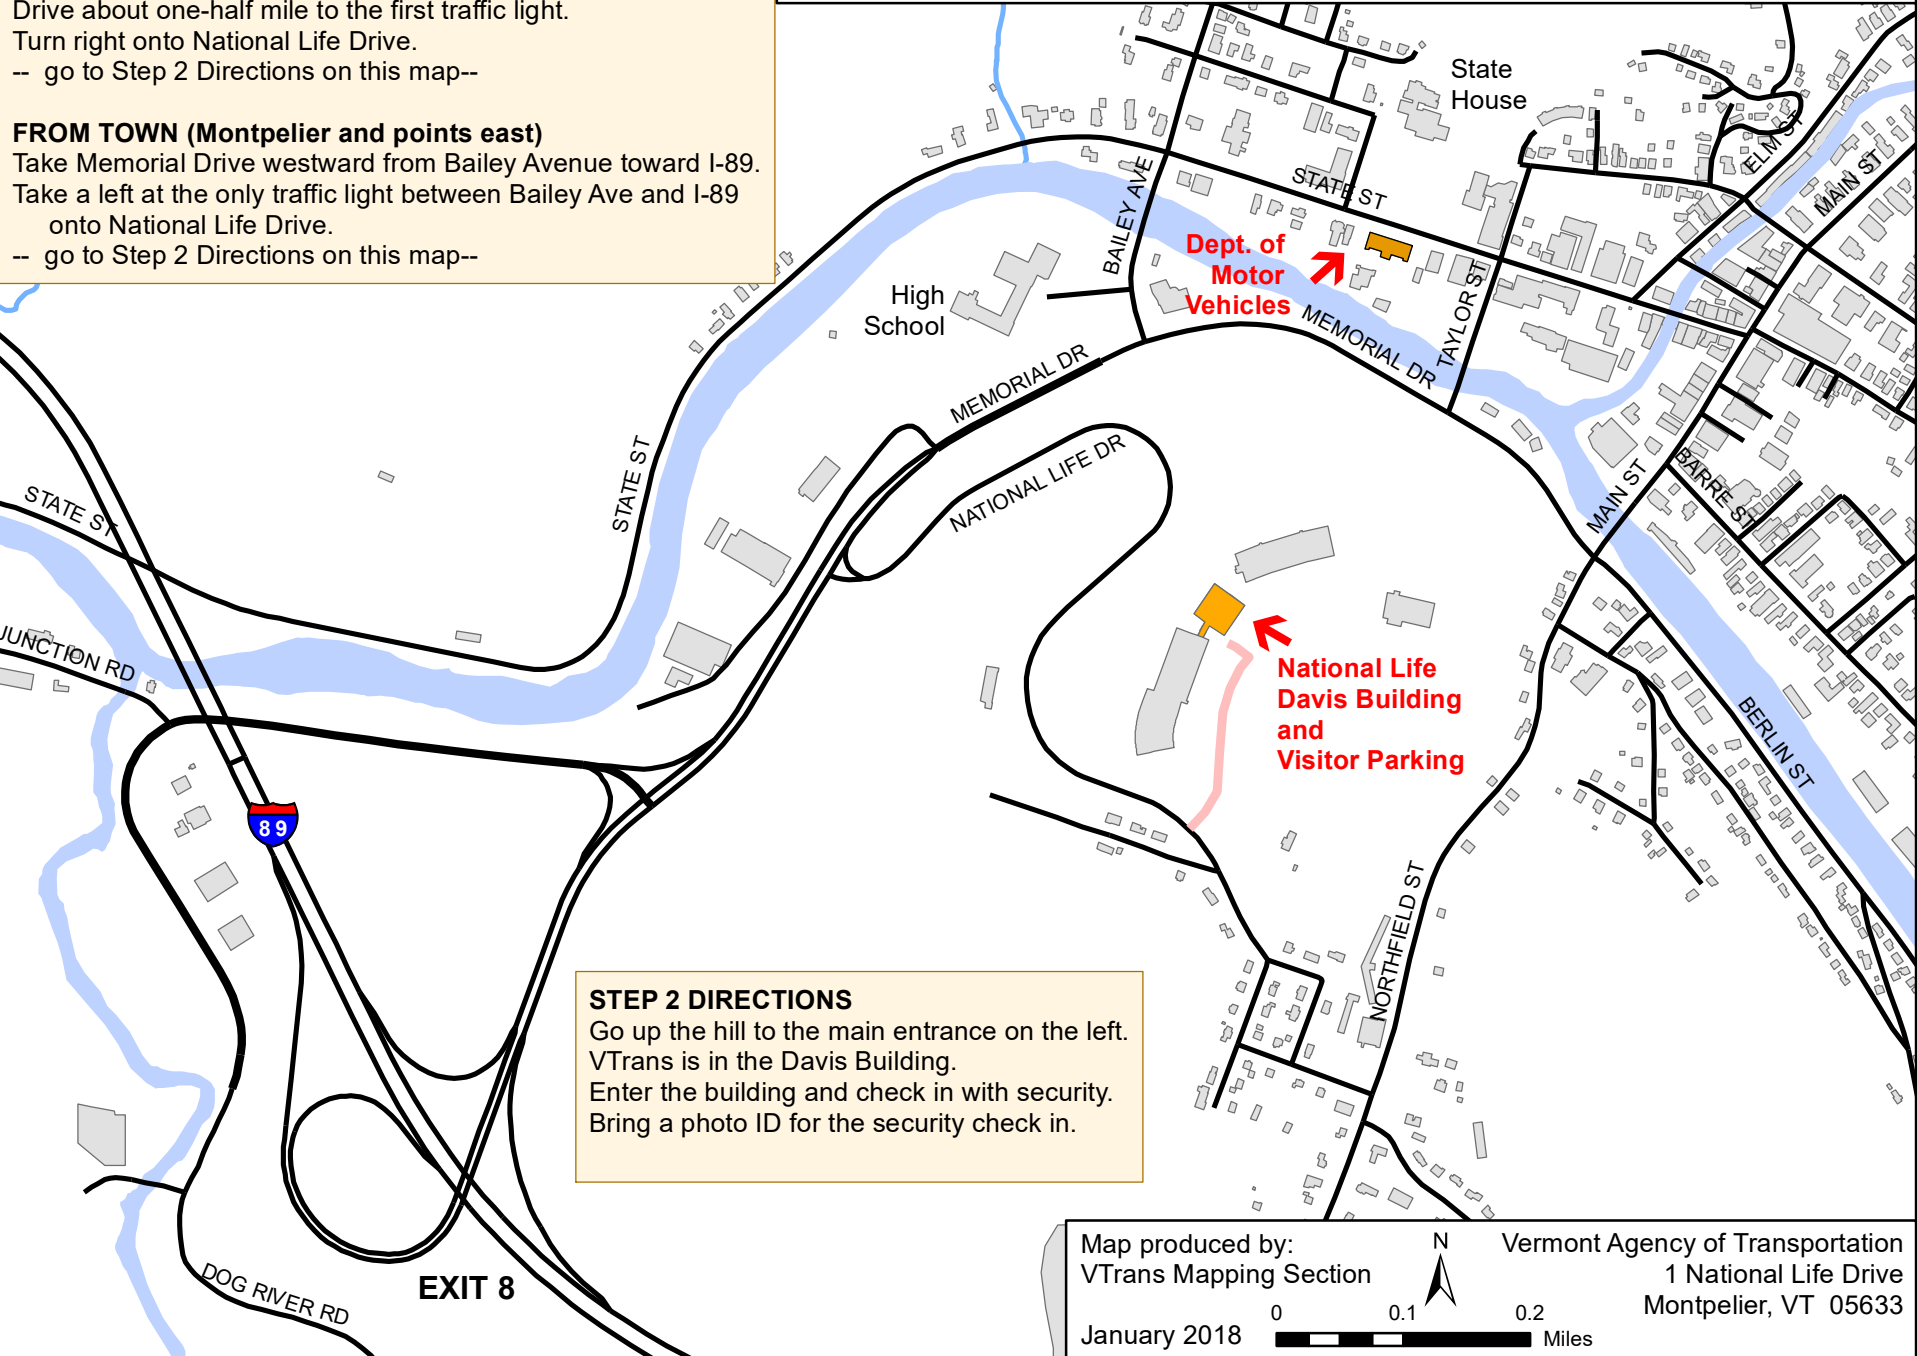 Drive about one-half mile to the first traffic light.
Turn right onto National Life Drive.
-- go to Step 2 Directions on this map--
FROM TOWN (Montpelier and points east)
Take Memorial Drive westward from Bailey Avenue toward I-89.
Take a left at the only traffic light between Bailey Ave and I-89
onto National Life Drive.
-- go to Step 2 Directions on this map--
State
House
ELM ST
MAIN ST
BAILEY AVE
STATE ST
Dept. of
Motor
Vehicles
High
School
MEMORIAL DR
TAYLOR ST
MEMORIAL DR
STATE ST
NATIONAL LIFE DR
STATE ST
MAIN ST
BARRE ST
JUNCTION RD
National Life
Davis Building
and
Visitor Parking
BERLIN ST
89
NORTHFIELD ST
STEP 2 DIRECTIONS
Go up the hill to the main entrance on the left.
VTrans is in the Davis Building.
Enter the building and check in with security.
Bring a photo ID for the security check in.
EXIT 8
DOG RIVER RD
Map produced by:
VTrans Mapping Section
January 2018
N
0 0.1 0.2
Miles
Vermont Agency of Transportation
1 National Life Drive
Montpelier, VT 05633